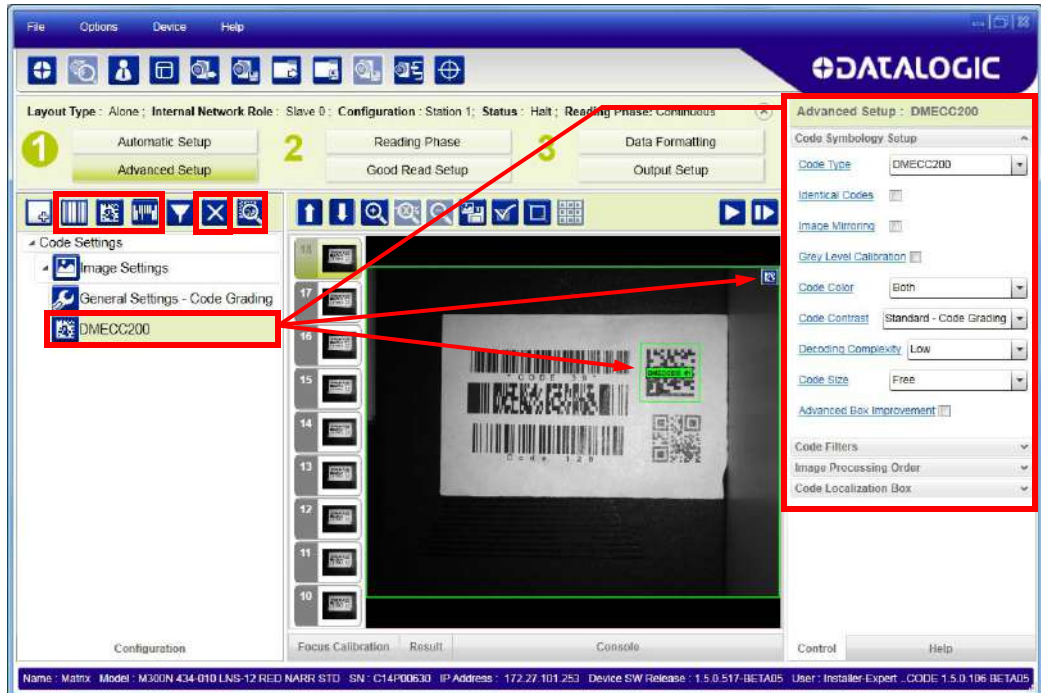 File Options Device Help
DATALOGIC
Layout Type : Alone ; Internal Network Role : Slave 0 ; Configuration : Station 1; Status : Halt ; Reading Phase: Continuous
1 Automatic Setup 2 Reading Phase 3 Data Formatting
Advanced Setup Good Read Setup Output Setup
Code Settings
Image Settings
General Settings - Code Grading
DMECC200
Configuration
18
17
16
15
14
13
12
11
10
"CODE 39"
Code 128
Focus Calibration Result Console
Advanced Setup : DMECC200
Code Symbology Setup
Code Type DMECC200
Identical Codes
Image Mirroring
Grey Level Calibration
Code Color Both
Code Contrast Standard - Code Grading
Decoding Complexity Low
Code Size Free
Advanced Box Improvement
Code Filters
Image Processing Order
Code Localization Box
Control Help
Name : Matrix Model : M300N 434-010 LNS-12 RED NARR STD SN : C14P00630 IP Address : 172.27.101.253 Device SW Release : 1.5.0.517-BETA05 User : Installer-Expert ..CODE 1.5.0.106 BETA05